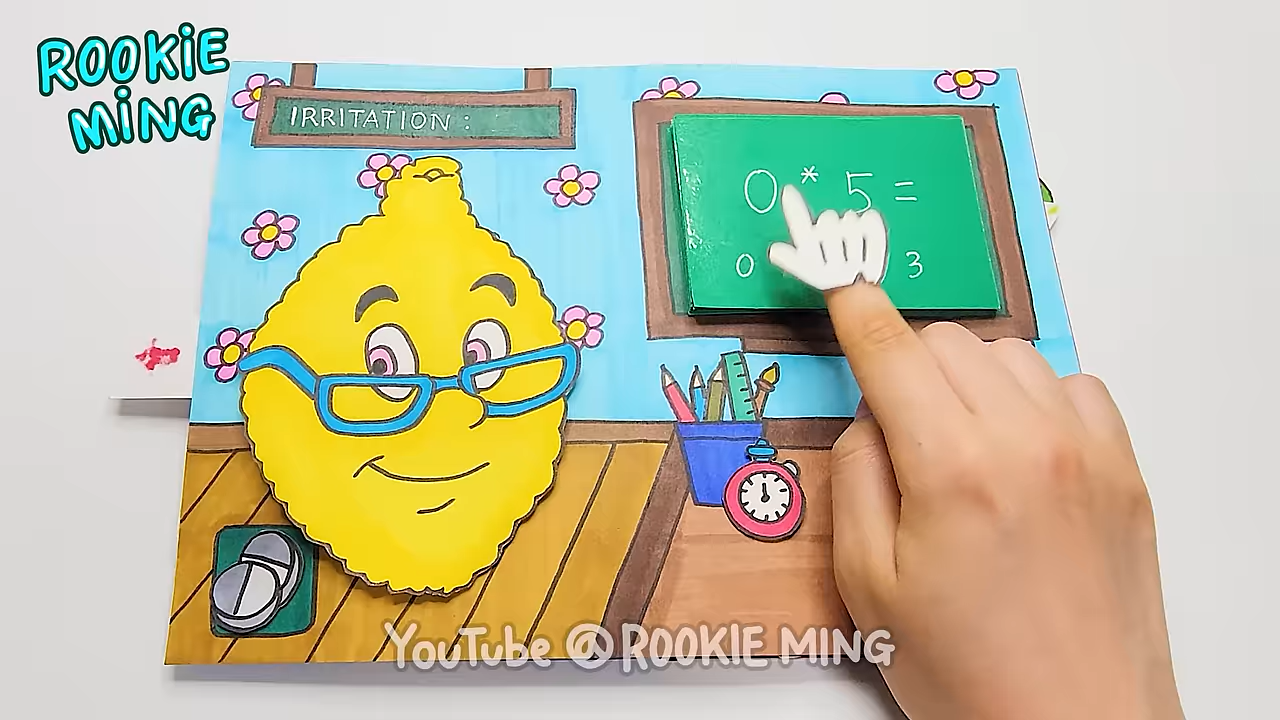 ROOKiE
MiNG
IRRITATION :
0 * 5 =
0 3
YouTube @ROOKIE MING